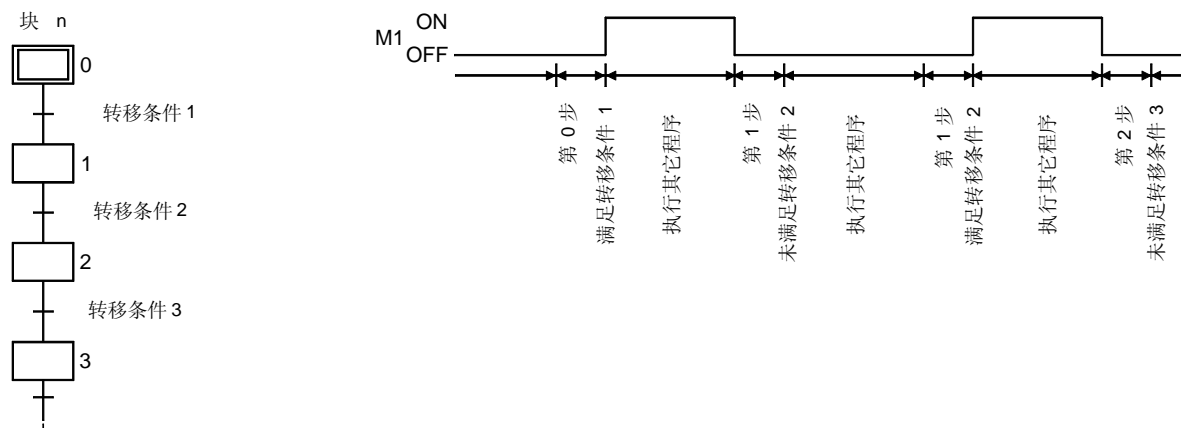 块 n
0
转移条件 1
1
转移条件 2
2
转移条件 3
3
M1
ON
OFF
第 0 步
满足转移条件 1
执行其它程序
第 1 步
未满足转移条件 2
执行其它程序
第 1 步
满足转移条件 2
执行其它程序
第 2 步
未满足转移条件 3